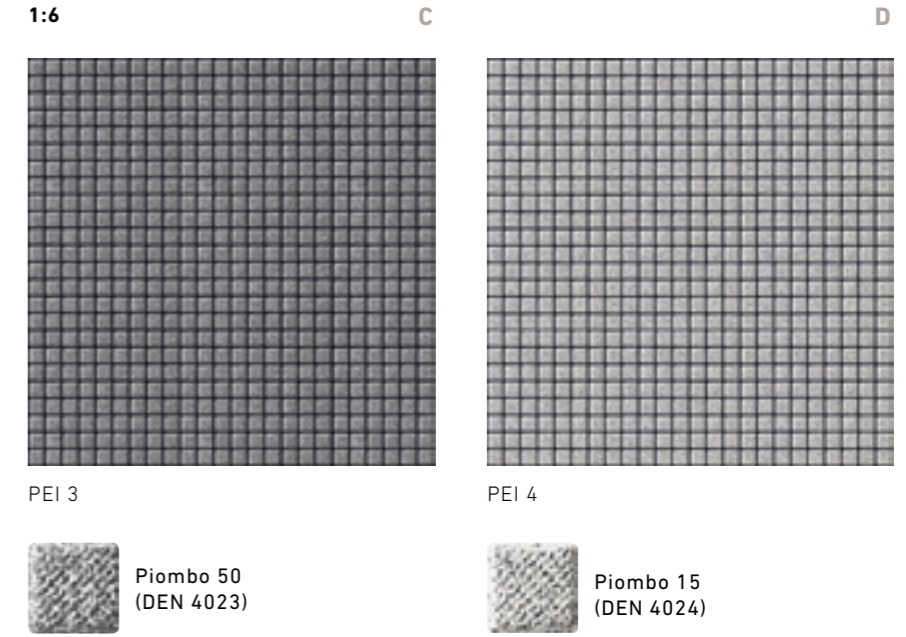 1:6
C
D
PEI 3
PEI 4
Piombo 50
(DEN 4023)
Piombo 15
(DEN 4024)